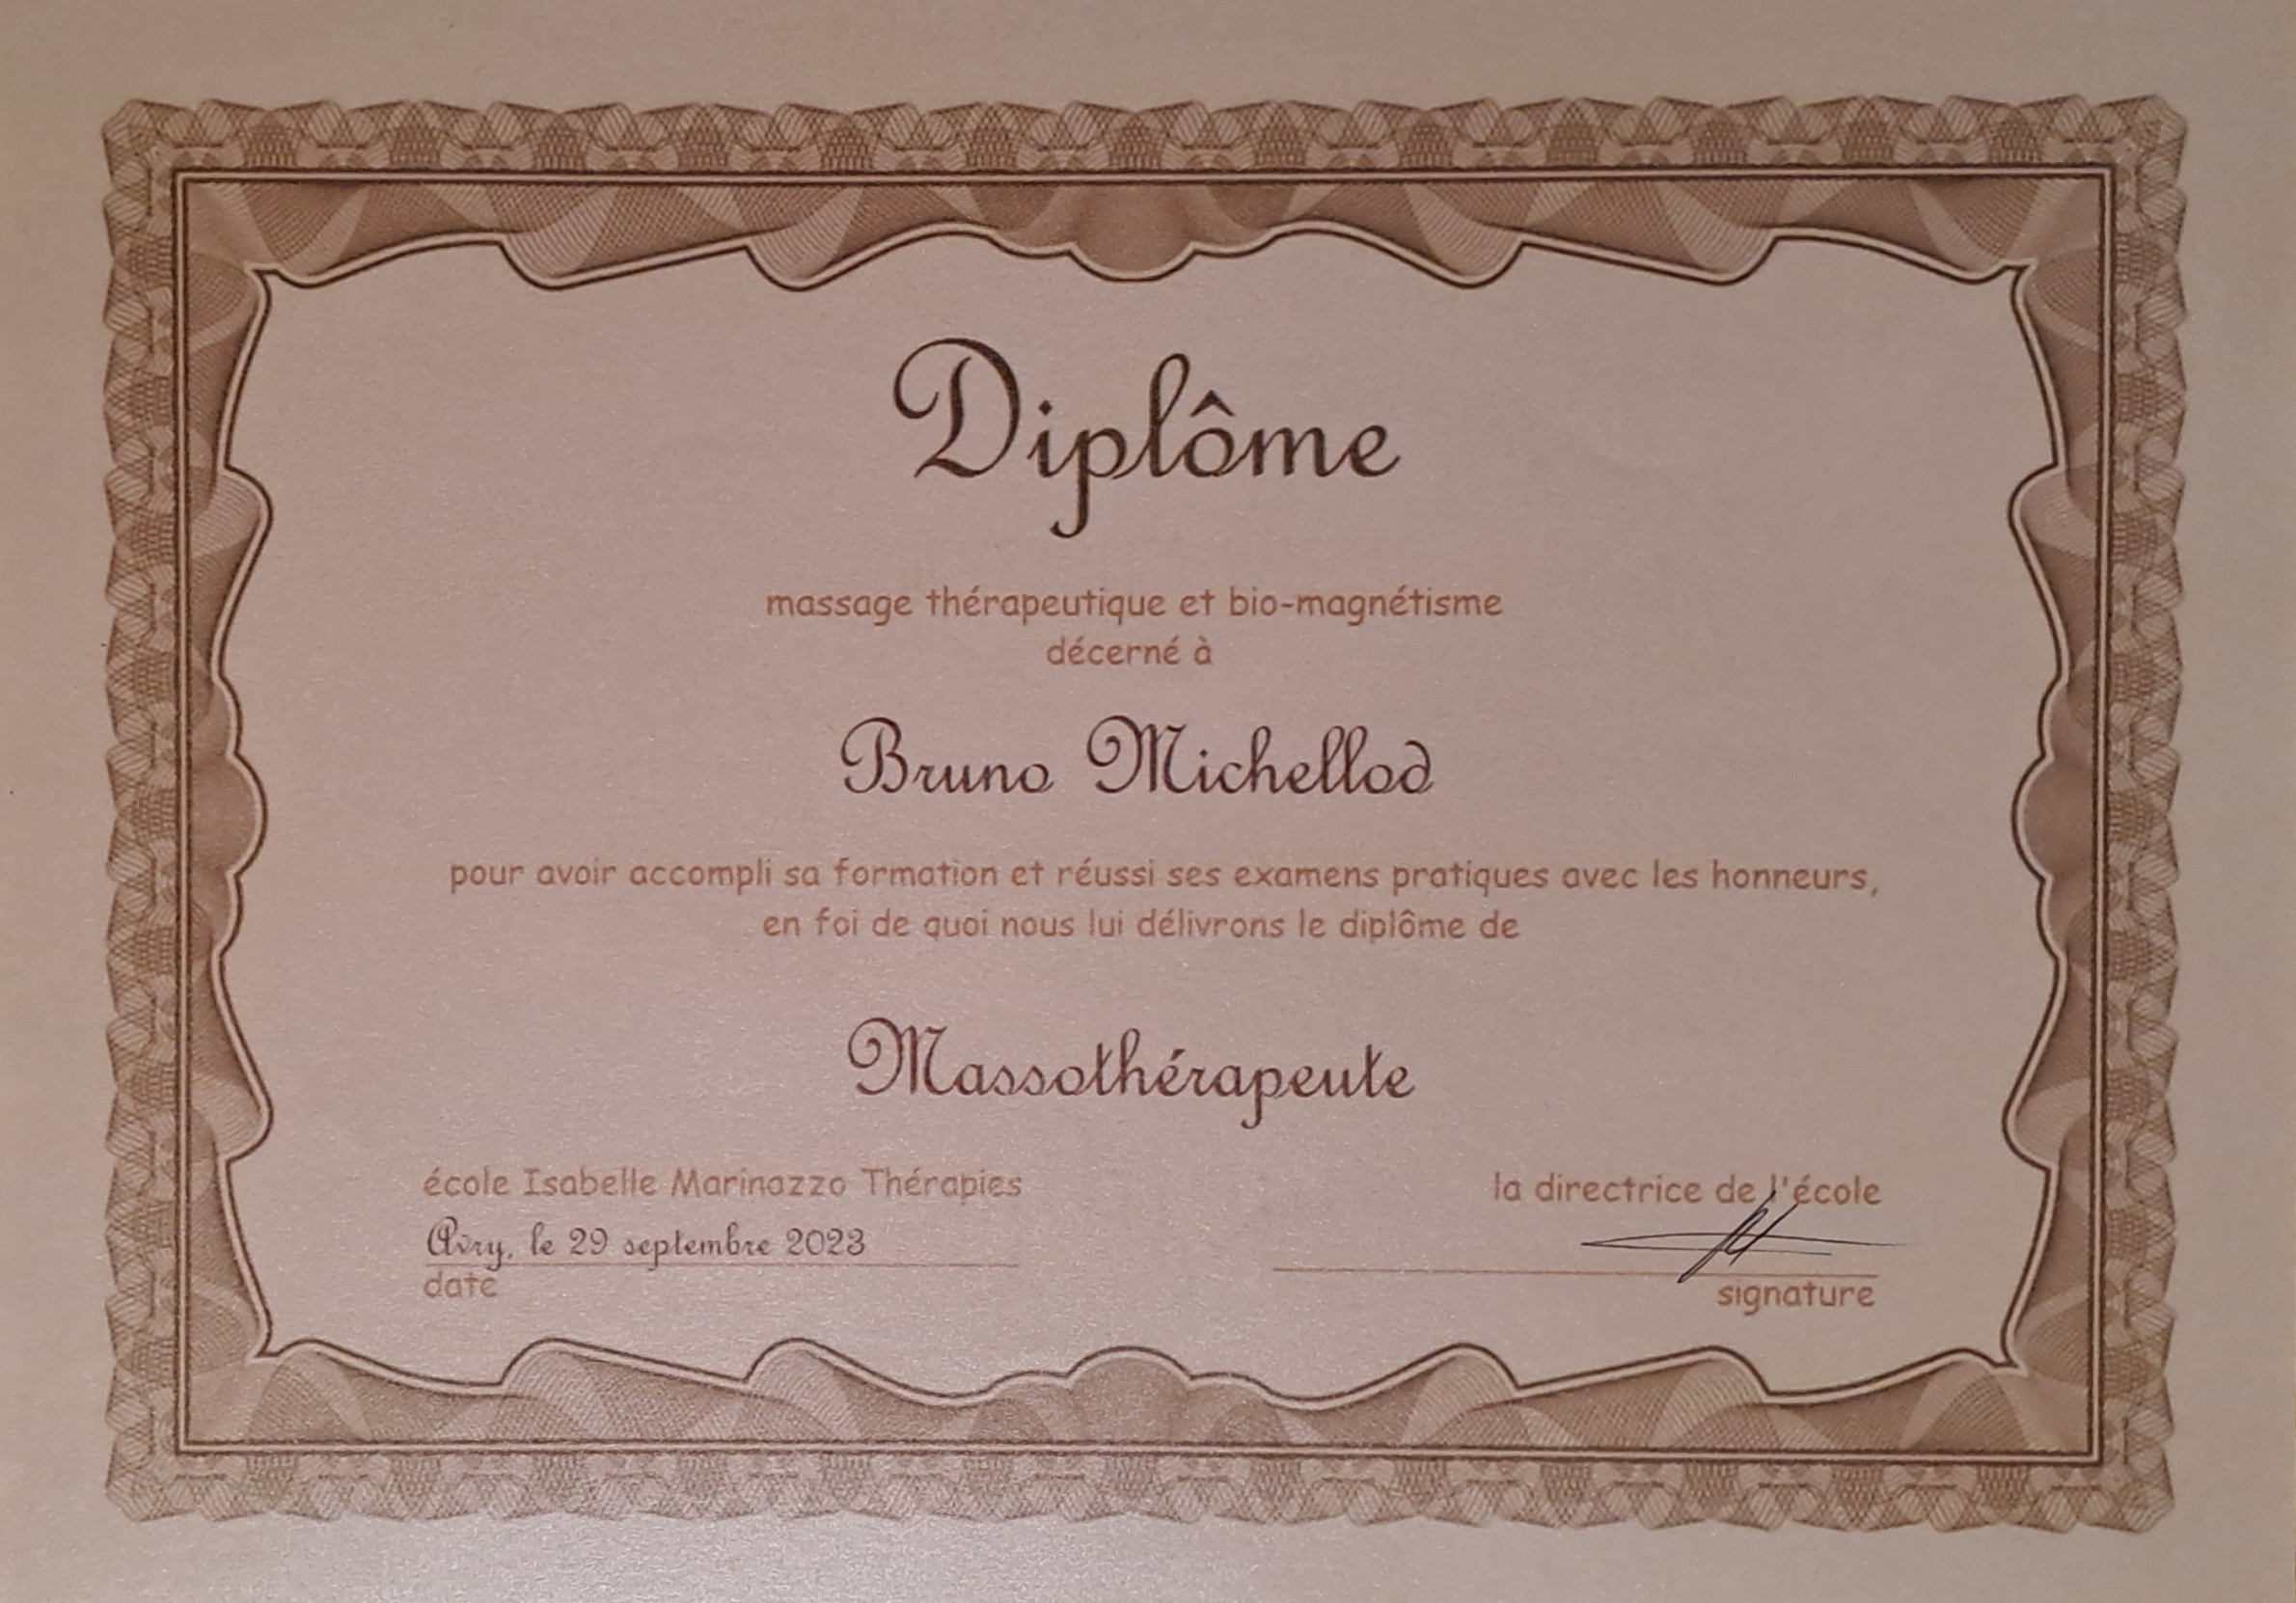 Diplôme
massage thérapeutique et bio-magnétisme
décerné à
Bruno Michellod
pour avoir accompli sa formation et réussi ses examens pratiques avec les honneurs,
en foi de quoi nous lui délivrons le diplôme de
Massothérapeute
école Isabelle Marinazzo Thérapies
Avry, le 29 septembre 2023
date
la directrice de l'école
signature